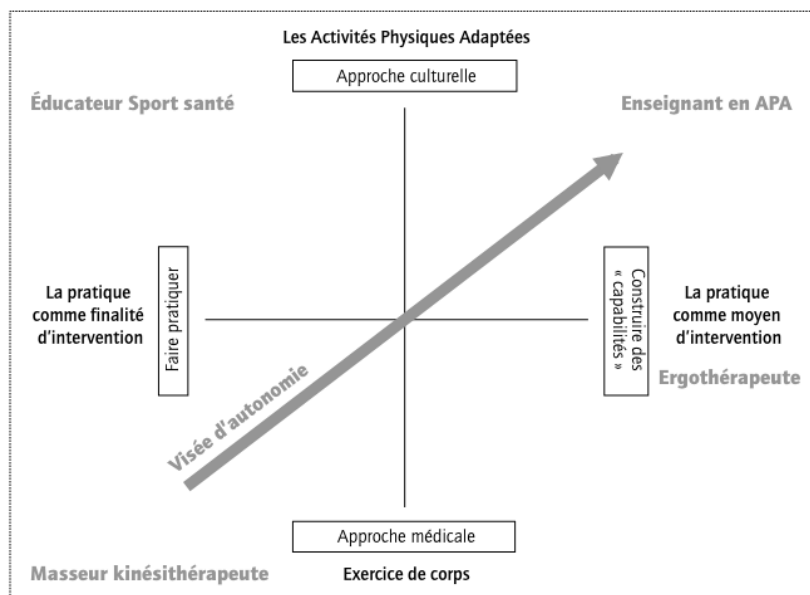 Les Activités Physiques Adaptées
Approche culturelle
Éducateur Sport santé
Enseignant en APA
La pratique
comme finalité
d'intervention
Faire pratiquer
Construire des
« capabilités »
La pratique
comme moyen
d'intervention
Ergothérapeute
Visée d'autonomie
Approche médicale
Masseur kinésithérapeute
Exercice de corps